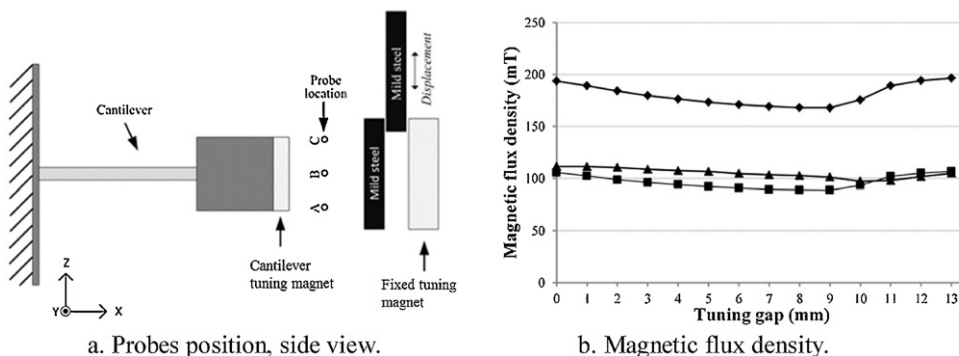 Cantilever
Probe
location
C
B
A
Mild steel
Mild steel
Displacement
Cantilever
tuning magnet
Fixed tuning
magnet
Z
Y
X
a. Probes position, side view.
Magnetic flux density (mT)
250
200
150
100
50
0
0 1 2 3 4 5 6 7 8 9 10 11 12 13
Tuning gap (mm)
b. Magnetic flux density.